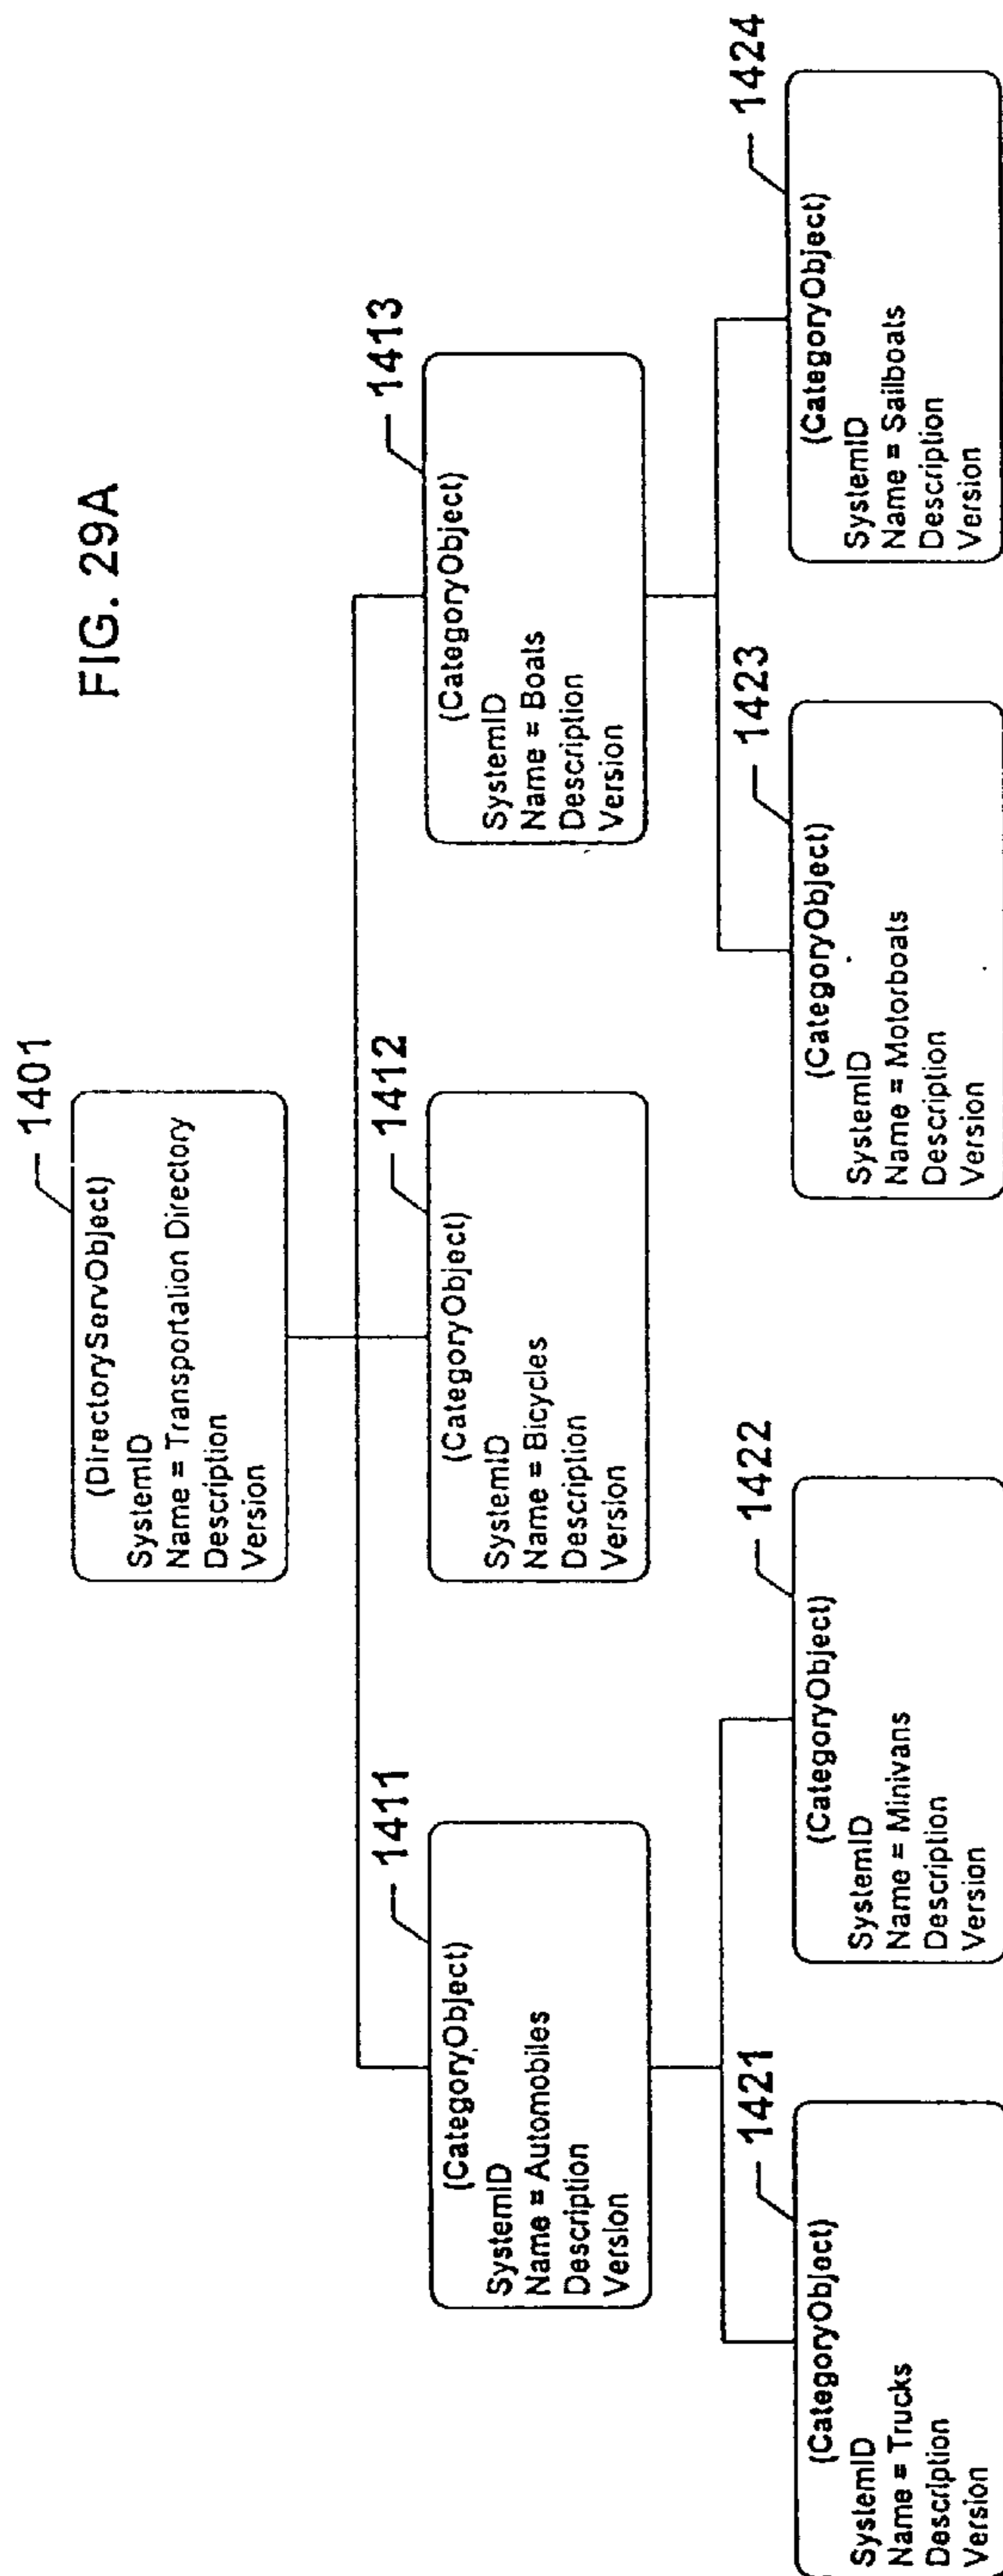 FIG. 29A
1401
(DirectoryServObject)
SystemID
Name = Transportation Directory
Description
Version
1411
(CategoryObject)
SystemID
Name = Automobiles
Description
Version
1412
(CategoryObject)
SystemID
Name = Bicycles
Description
Version
1413
(CategoryObject)
SystemID
Name = Boats
Description
Version
1421
(CategoryObject)
SystemID
Name = Trucks
Description
Version
1422
(CategoryObject)
SystemID
Name = Minivans
Description
Version
1423
(CategoryObject)
SystemID
Name = Motorboats
Description
Version
1424
(CategoryObject)
SystemID
Name = Sailboats
Description
Version